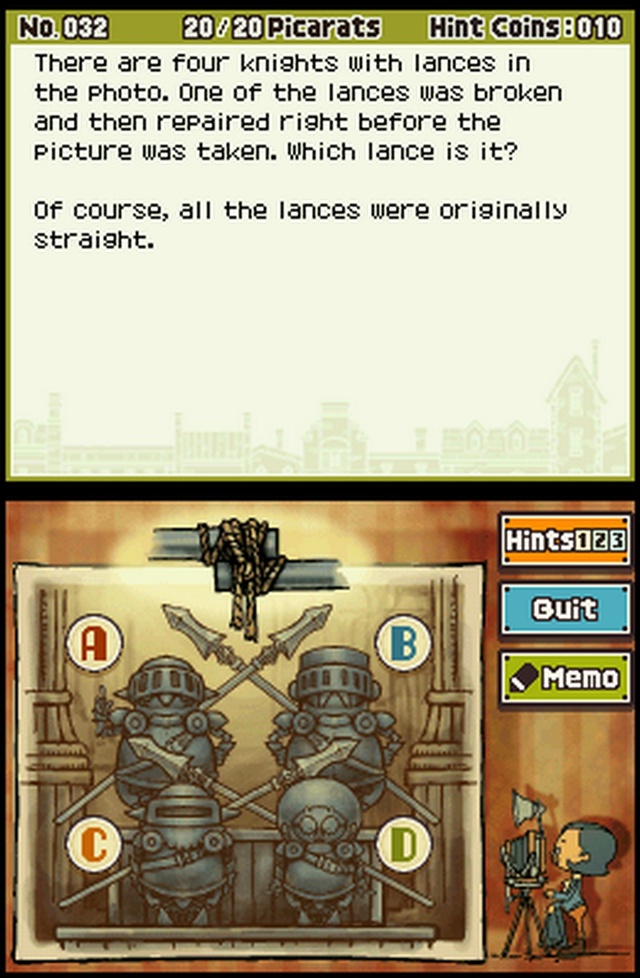 No.032 20/20 Picarats Hint Coins:010
There are four knights with lances in
the photo. One of the lances was broken
and then repaired right before the
picture was taken. Which lance is it?
Of course, all the lances were originally
straight.
Hints 1 2 3
Quit
Memo
A
B
C
D